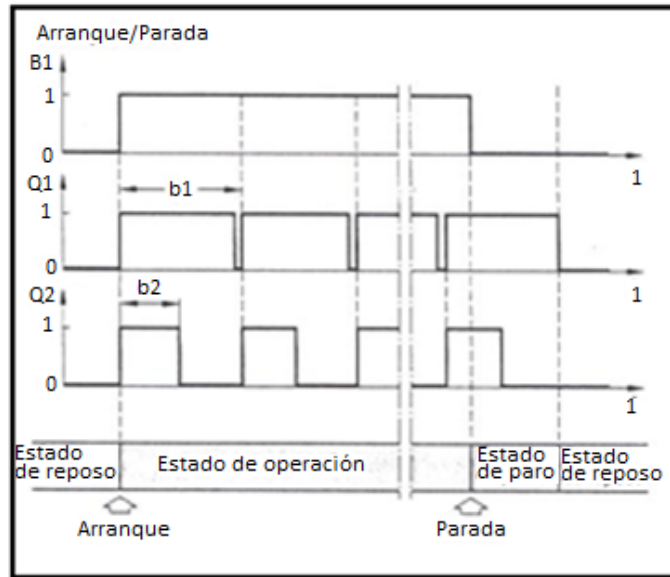 Arranque/Parada
B1
1
0
1
Q1
b1
1
0
1
Q2
b2
1
0
1
Estado de reposo
Estado de operación
Estado de paro
Estado de reposo
Arranque
Parada